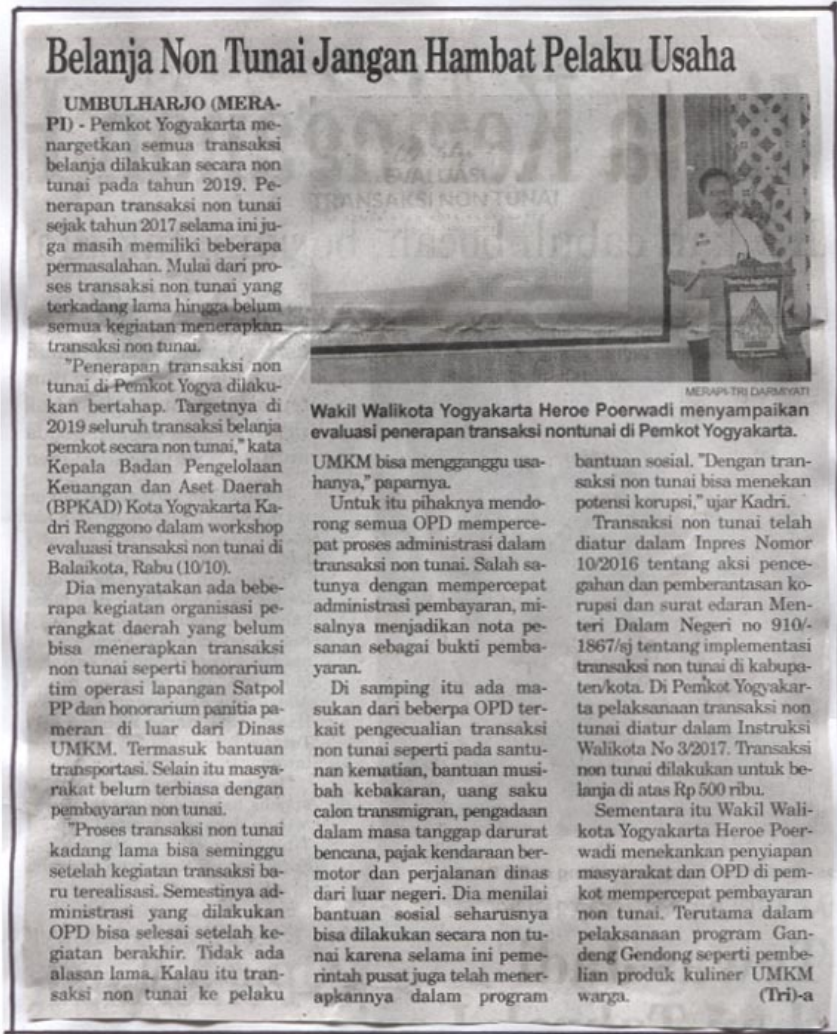 Belanja Non Tunai Jangan Hambat Pelaku Usaha
UMBULHARJO (MERA-
PI) - Pemkot Yogyakarta me-
nargetkan semua transaksi
belanja dilakukan secara non
tunai pada tahun 2019. Pe-
nerapan transaksi non tunai
sejak tahun 2017 selama ini ju-
ga masih memiliki beberapa
permasalahan. Mulai dari pro-
ses transaksi non tunai yang
terkadang lama hingga belum
semua kegiatan menerapkan
transaksi non tunai.
"Penerapan transaksi non
tunai di Pemkot Yogya dilaku-
kan bertahap. Targetnya di
2019 seluruh transaksi belanja
pemkot secara non tunai," kata
Kepala Badan Pengelolaan
Keuangan dan Aset Daerah
(BPKAD) Kota Yogyakarta Ka-
dri Renggono dalam workshop
evaluasi transaksi non tunai di
Balaikota, Rabu (10/10).
Dia menyatakan ada bebe-
rapa kegiatan organisasi pe-
rangkat daerah yang belum
bisa menerapkan transaksi
non tunai seperti honorarium
tim operasi lapangan Satpol
PP dan honorarium panitia pa-
meran di luar dari Dinas
UMKM. Termasuk bantuan
transportasi. Selain itu masya-
rakat belum terbiasa dengan
pembayaran non tunai.
"Proses transaksi non tunai
kadang lama bisa seminggu
setelah kegiatan transaksi ba-
ru terealisasi. Semestinya ad-
ministrasi yang dilakukan
OPD bisa selesai setelah ke-
giatan berakhir. Tidak ada
alasan lama. Kalau itu tran-
saksi non tunai ke pelaku
EVALUASI
TRANSAKSI NON TUNAI
MERAPI-TRI DARMIYATI
Wakil Walikota Yogyakarta Heroe Poerwadi menyampaikan
evaluasi penerapan transaksi nontunai di Pemkot Yogyakarta.
UMKM bisa mengganggu usa-
hanya," paparnya.
Untuk itu pihaknya mendo-
rong semua OPD memperce-
pat proses administrasi dalam
transaksi non tunai. Salah sa-
tunya dengan mempercepat
administrasi pembayaran, mi-
salnya menjadikan nota pe-
sanan sebagai bukti pemba-
yaran.
Di samping itu ada ma-
sukan dari beberpa OPD ter-
kait pengecualian transaksi
non tunai seperti pada santu-
nan kematian, bantuan musi-
bah kebakaran, uang saku
calon transmigran, pengadaan
dalam masa tanggap darurat
bencana, pajak kendaraan ber-
motor dan perjalanan dinas
dari luar negeri. Dia menilai
bantuan sosial seharusnya
bisa dilakukan secara non tu-
nai karena selama ini peme-
rintah pusat juga telah mener-
apkannya dalam program
bantuan sosial. "Dengan tran-
saksi non tunai bisa menekan
potensi korupsi," ujar Kadri.
Transaksi non tunai telah
diatur dalam Inpres Nomor
10/2016 tentang aksi pence-
gahan dan pemberantasan ko-
rupsi dan surat edaran Men-
teri Dalam Negeri no 910/-
1867/sj tentang implementasi
transaksi non tunai di kabupa-
ten/kota. Di Pemkot Yogyakar-
ta pelaksanaan transaksi non
tunai diatur dalam Instruksi
Walikota No 3/2017. Transaksi
non tunai dilakukan untuk be-
lanja di atas Rp 500 ribu.
Sementara itu Wakil Wali-
kota Yogyakarta Heroe Poer-
wadi menekankan penyiapan
masyarakat dan OPD di pem-
kot mempercepat pembayaran
non tunai. Terutama dalam
pelaksanaan program Gan-
deng Gendong seperti pembe-
lian produk kuliner UMKM
warga. (Tri)-a